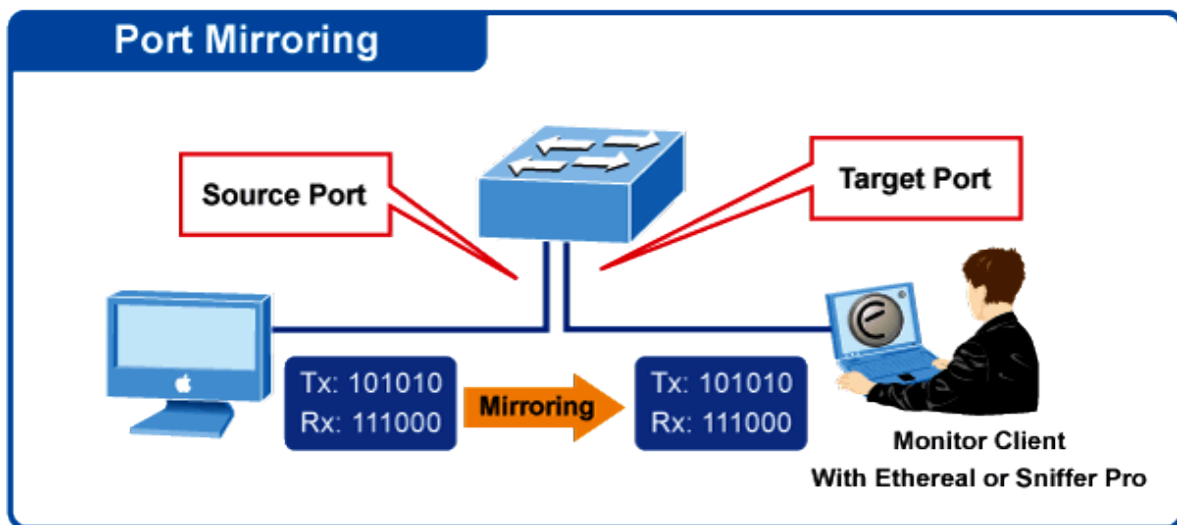 Port Mirroring
Source Port
Target Port
Tx: 101010
Rx: 111000
Mirroring
Tx: 101010
Rx: 111000
Monitor Client
With Ethereal or Sniffer Pro